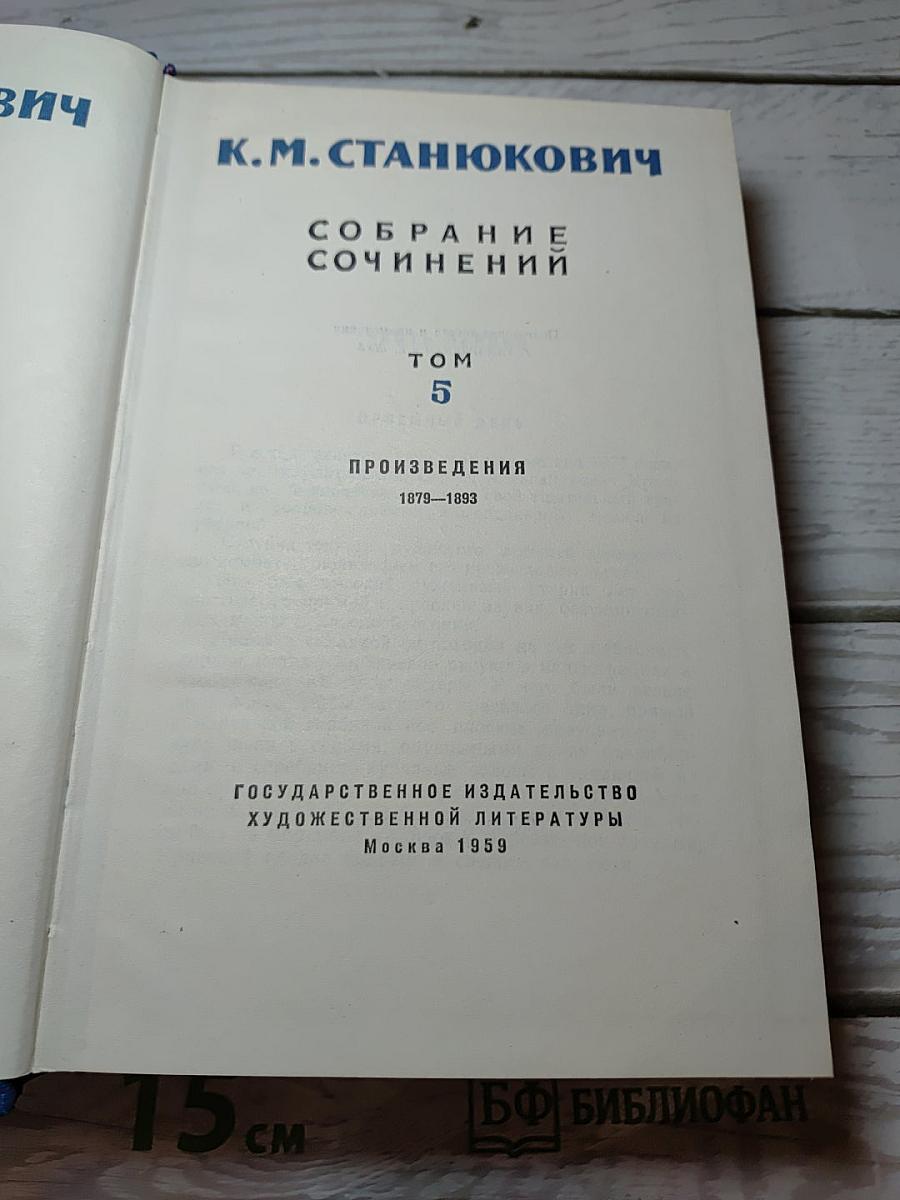 ВИЧ
К.М.СТАНЮКОВИЧ
СОБРАНИЕ
СОЧИНЕНИЙ
ТОМ
5
ПРОИЗВЕДЕНИЯ
1879—1893
ГОСУДАРСТВЕННОЕ ИЗДАТЕЛЬСТВО
ХУДОЖЕСТВЕННОЙ ЛИТЕРАТУРЫ
Москва 1959
15 см
БФ БИБЛИОФАН